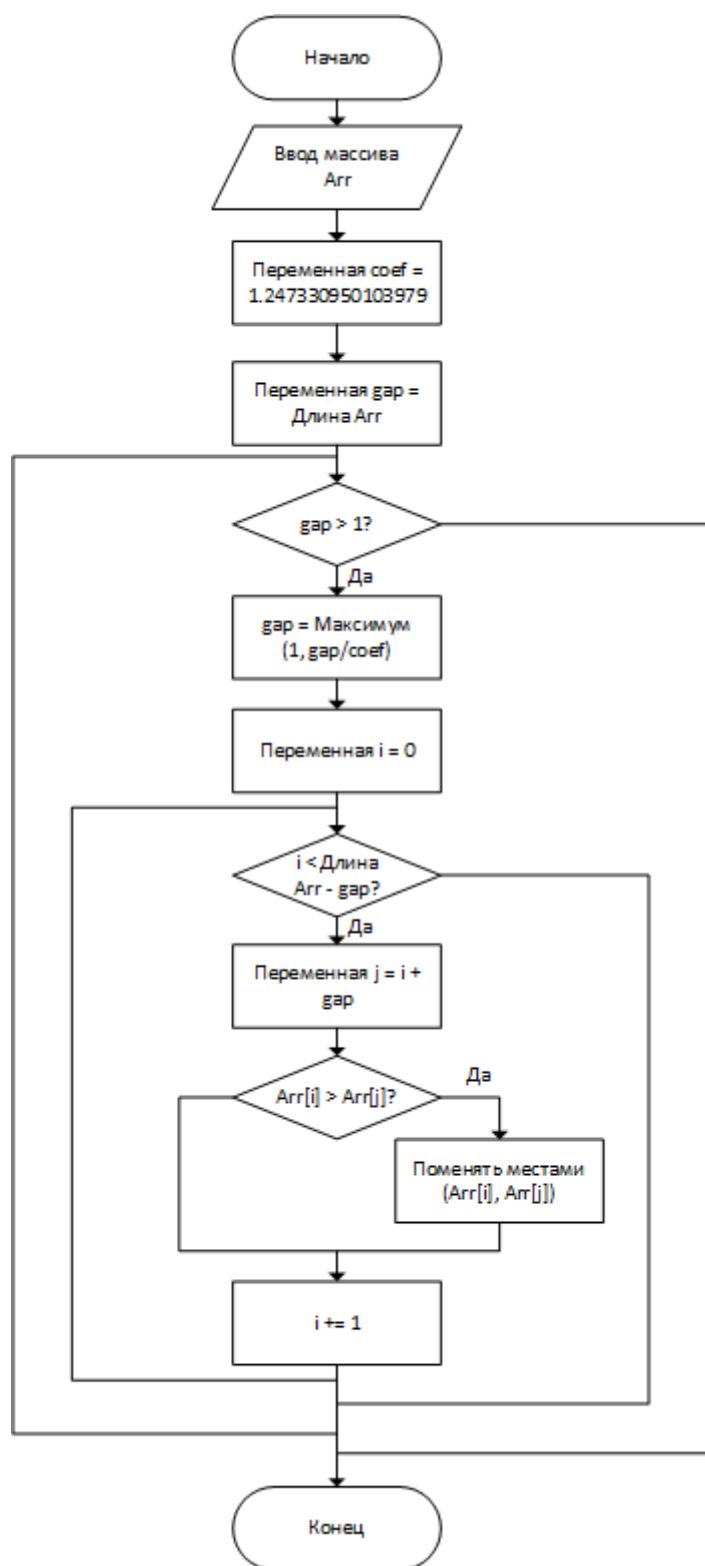 Начало
Ввод массива
Arr
Переменная coef =
1.247330950103979
Переменная gap =
Длина Arr
gap > 1?
Да
gap = Максимум
(1, gap/coef)
Переменная i = 0
i < Длина
Arr - gap?
Да
Переменная j = i +
gap
Arr[i] > Arr[j]?
Да
Поменять местами
(Arr[i], Arr[j])
i += 1
Конец